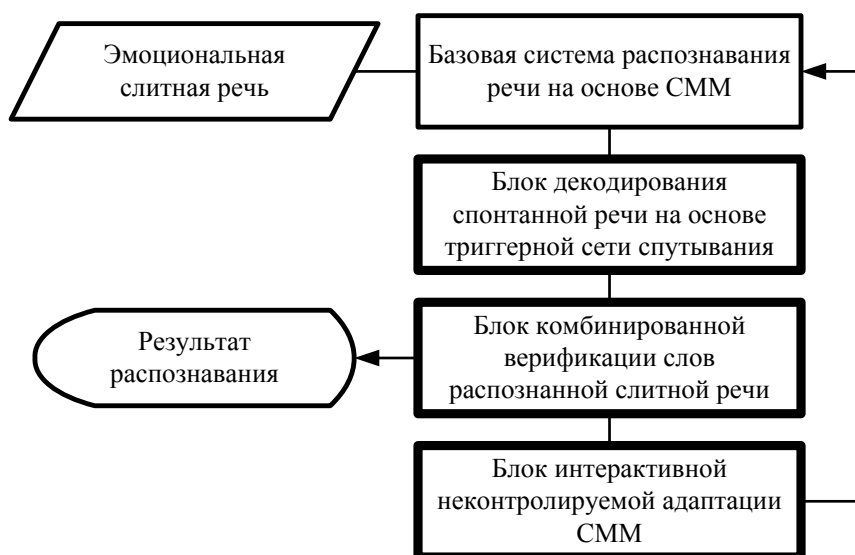 Эмоциональная
слитная речь
Базовая система распознавания
речи на основе СММ
Блок декодирования
спонтанной речи на основе
триггерной сети спутывания
Результат
распознавания
Блок комбинированной
верификации слов
распознанной слитной речи
Блок интерактивной
неконтролируемой адаптации
СММ